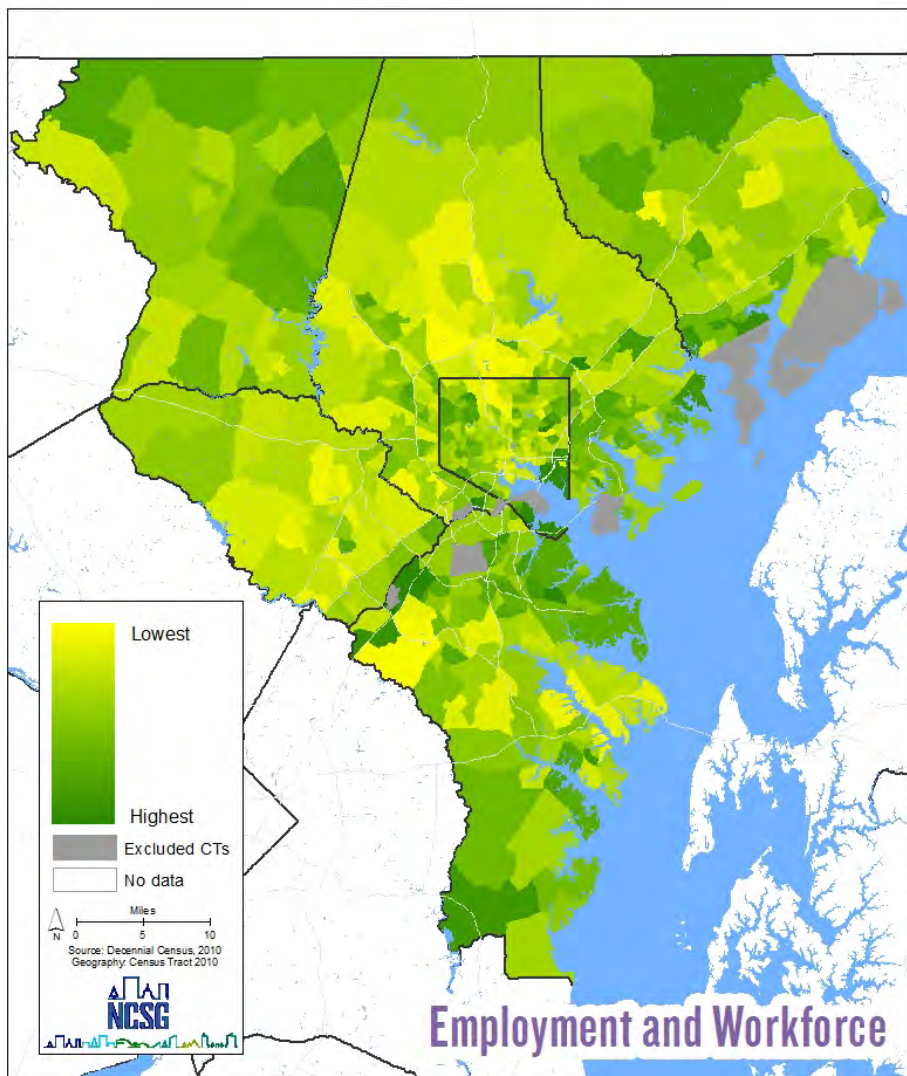 Lowest
Highest
Excluded CTs
No data
Miles
N
0 5 10
Source: Decennial Census, 2010
Geography: Census Tract 2010
NCSG
Employment and Workforce